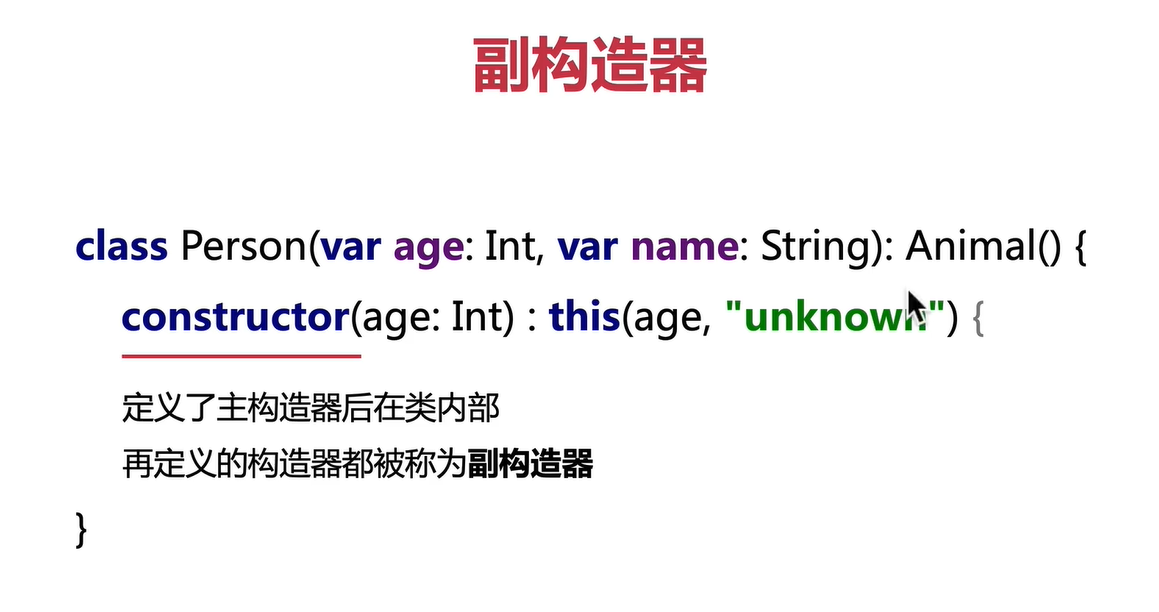 副构造器
class Person(var age: Int, var name: String): Animal() {
constructor(age: Int) : this(age, "unknown") {
定义了主构造器后在类内部
再定义的构造器都被称为副构造器
}